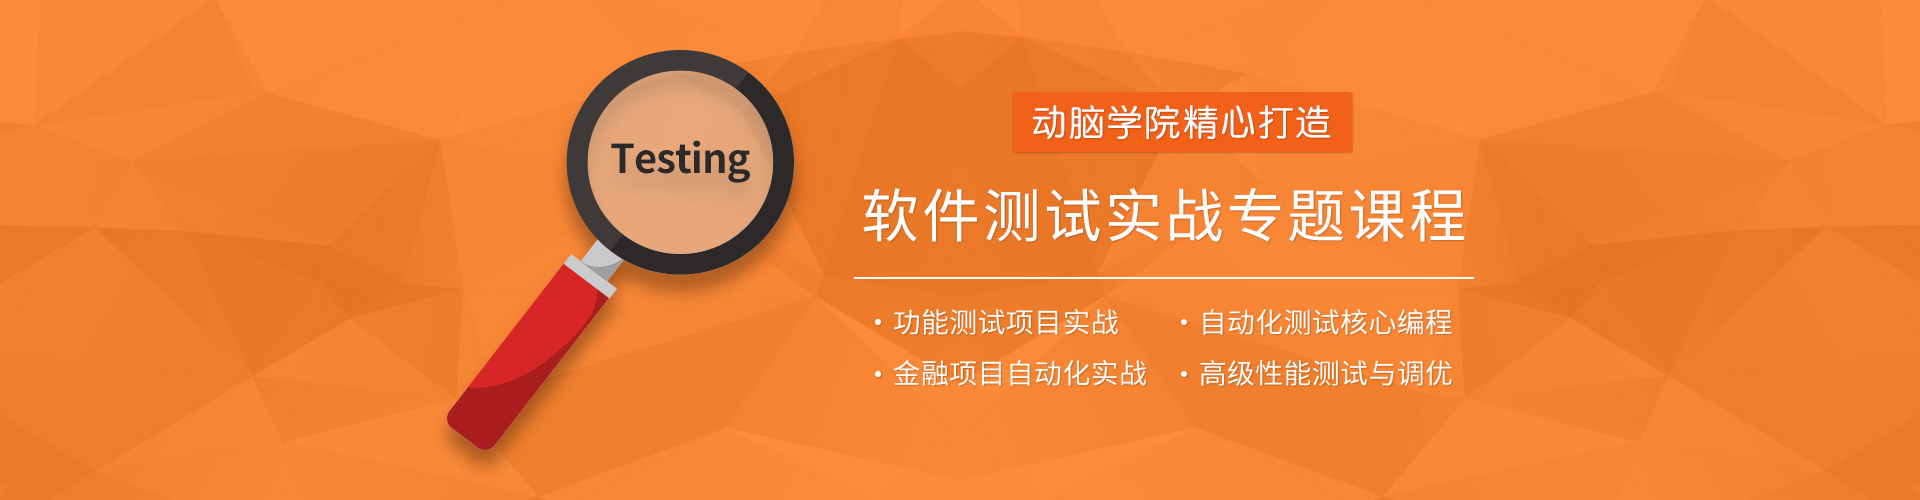 Testing
动脑学院精心打造
软件测试实战专题课程
·功能测试项目实战
·自动化测试核心编程
·金融项目自动化实战
·高级性能测试与调优